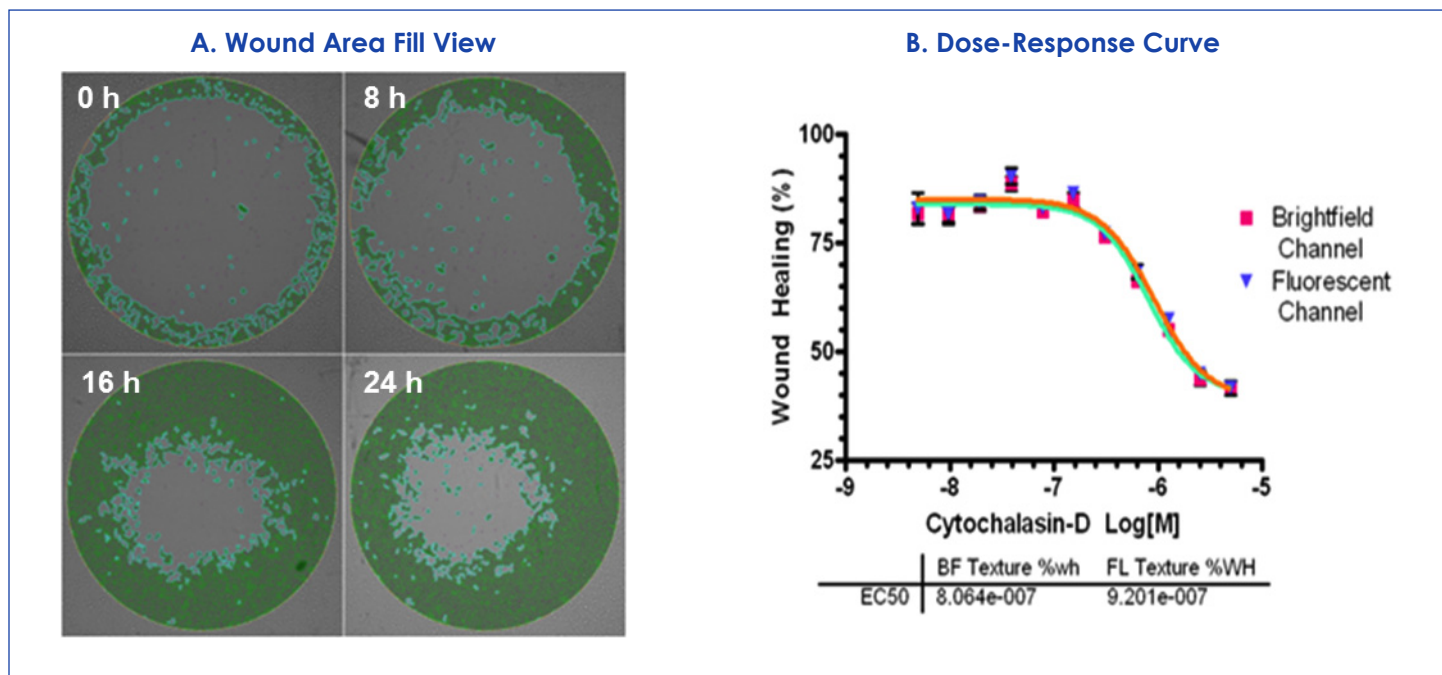 A. Wound Area Fill View
0 h
8 h
16 h
24 h
B. Dose-Response Curve
Wound Healing (%)
100
75
50
25
-9
-8
-7
-6
-5
Cytochalasin-D Log[M]
Brightfield
Channel
Fluorescent
Channel
BF Texture %wh FL Texture %WH
EC50 8.064e-007 9.201e-007